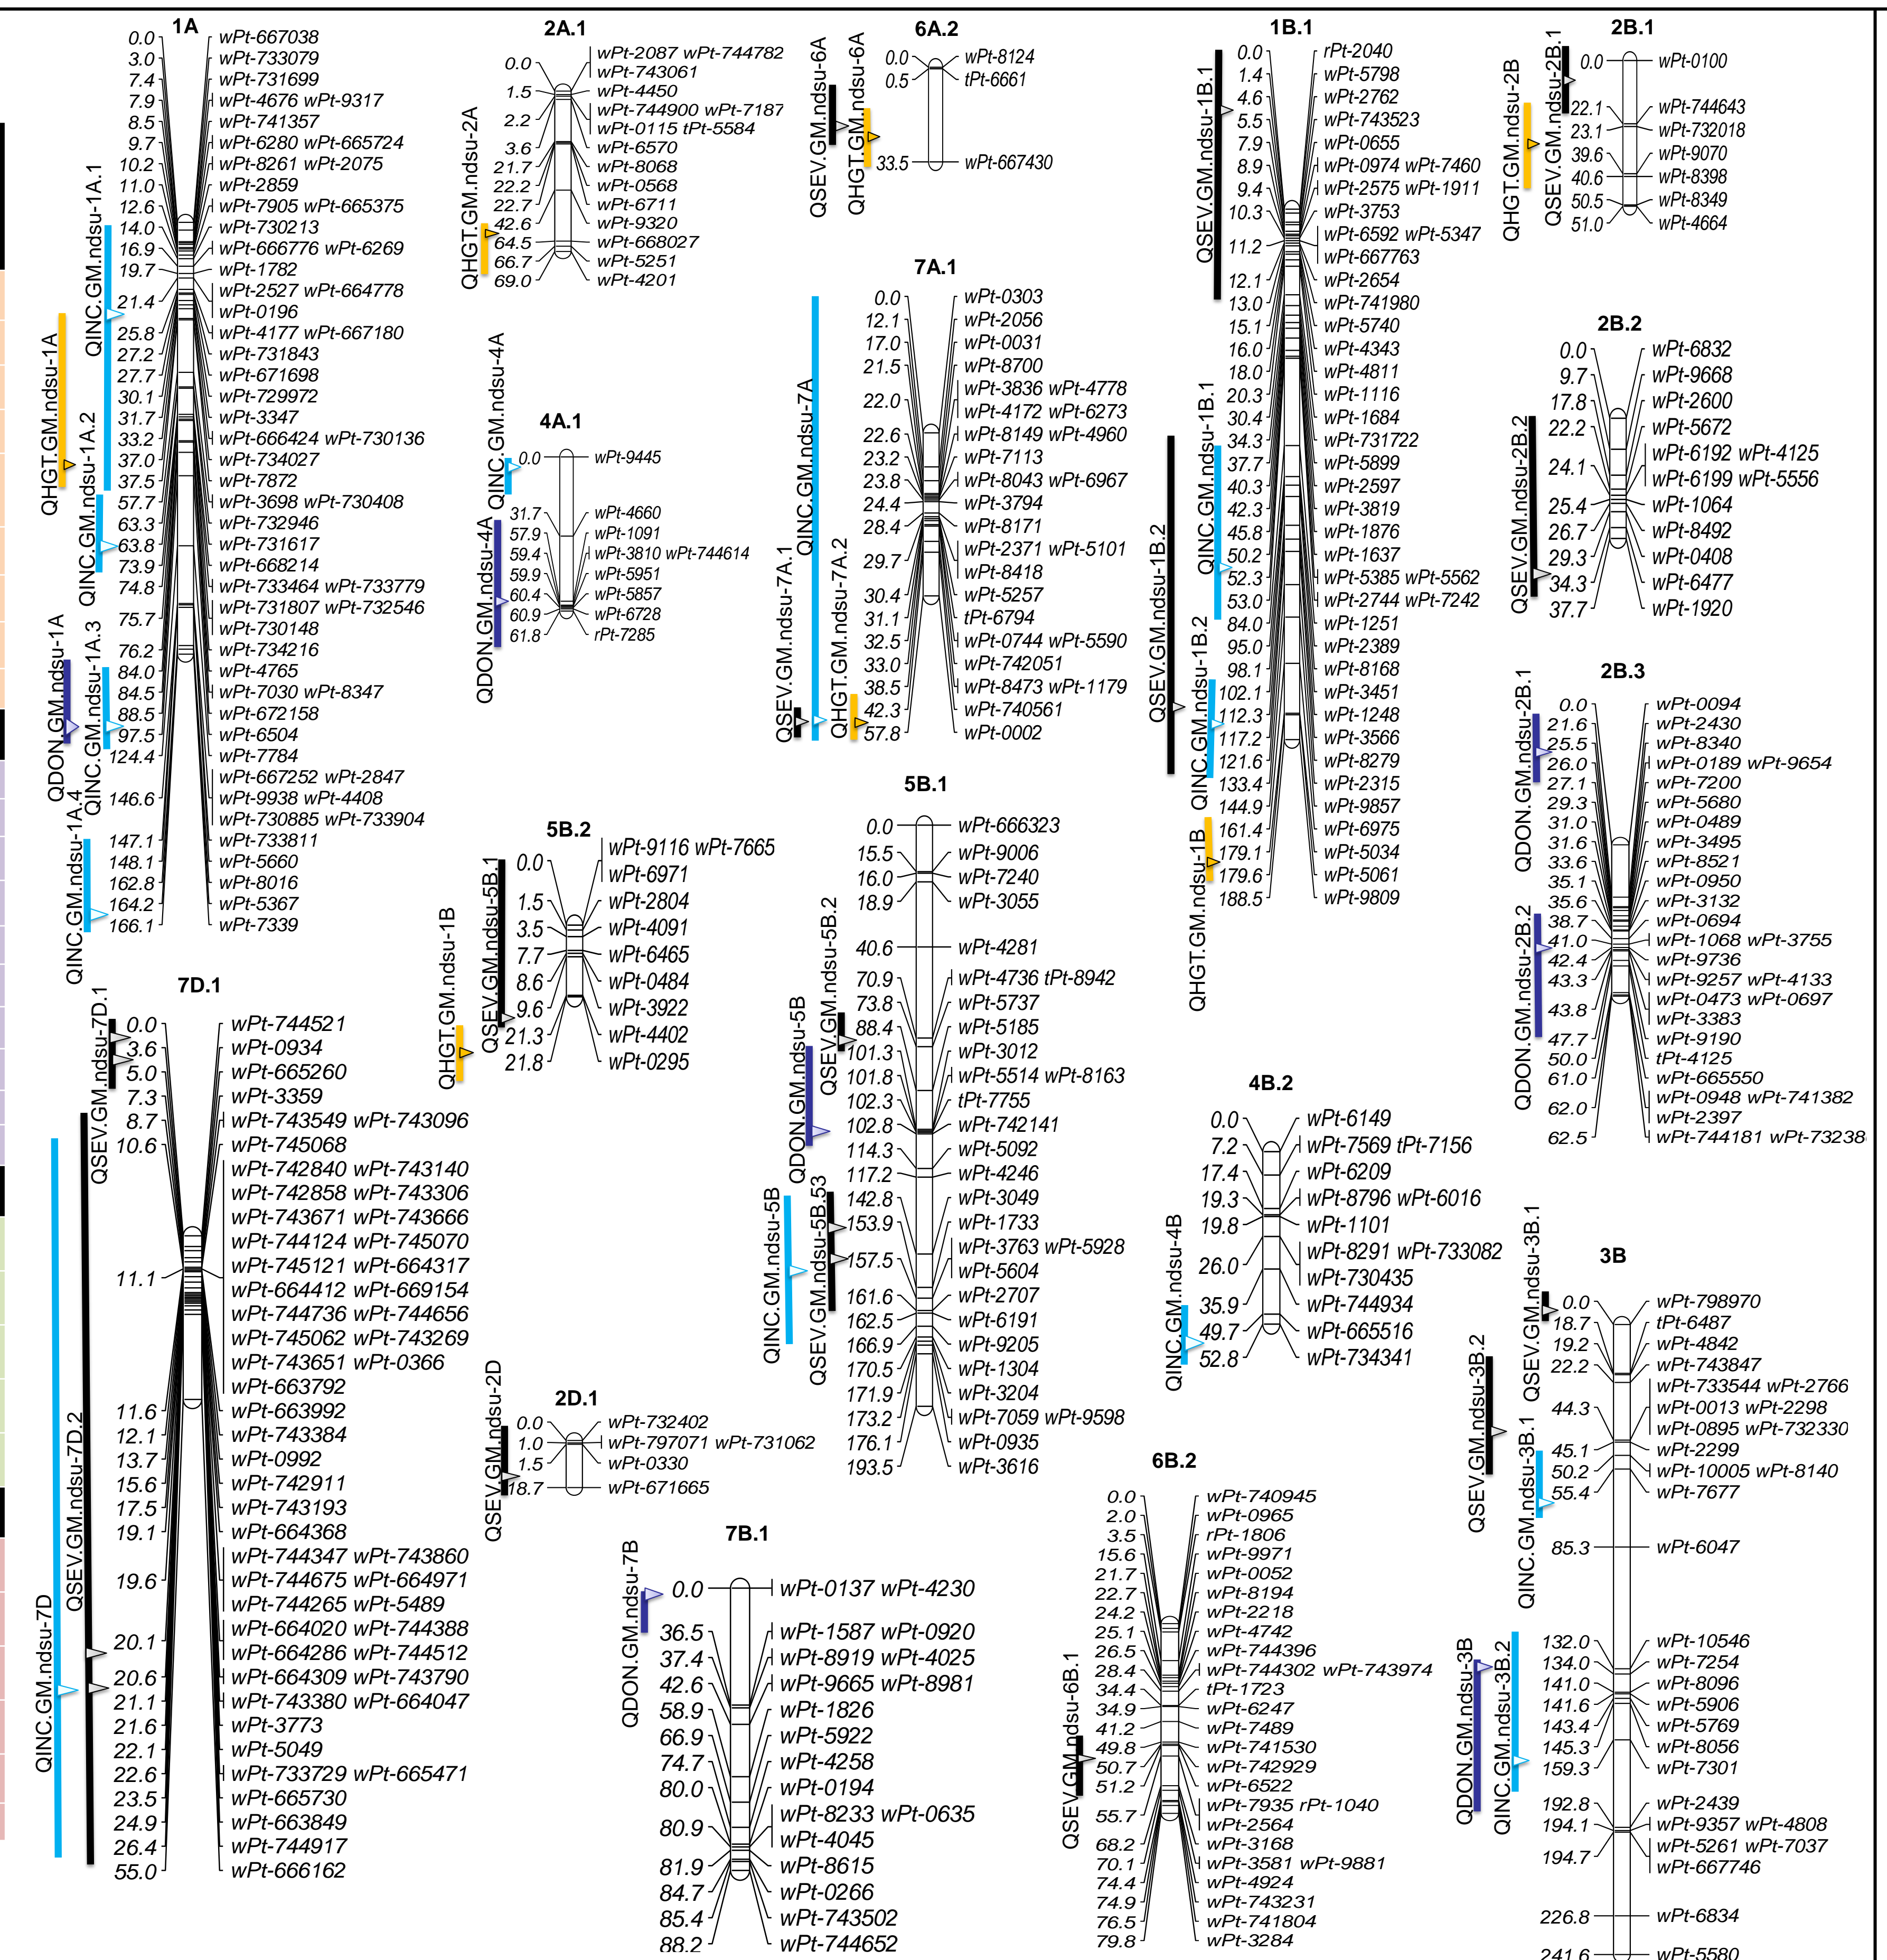 1A
0.0 wPt-667038
3.0 wPt-733079
7.4 wPt-731699
7.9 wPt-4676 wPt-9317
8.5 wPt-741357
9.7 wPt-6280 wPt-665724
10.2 wPt-8261 wPt-2075
11.0 wPt-2859
12.6 wPt-7905 wPt-665375
14.0 wPt-730213
16.9 wPt-666776 wPt-6269
19.7 wPt-1782
wPt-2527 wPt-664778
21.4 wPt-0196
25.8 wPt-4177 wPt-667180
27.2 wPt-731843
27.7 wPt-671698
30.1 wPt-729972
31.7 wPt-3347
33.2 wPt-666424 wPt-730136
37.0 wPt-734027
37.5 wPt-7872
57.7 wPt-3698 wPt-730408
63.3 wPt-732946
63.8 wPt-731617
73.9 wPt-668214
74.8 wPt-733464 wPt-733779
wPt-731807 wPt-732546
75.7 wPt-730148
76.2 wPt-734216
84.0 wPt-4765
84.5 wPt-7030 wPt-8347
88.5 wPt-672158
97.5 wPt-6504
124.4 wPt-7784
wPt-667252 wPt-2847
146.6 wPt-9938 wPt-4408
wPt-730885 wPt-733904
147.1 wPt-733811
148.1 wPt-5660
162.8 wPt-8016
164.2 wPt-5367
166.1 wPt-7339
QINC.GM.ndsu-1A.1
QHGT.GM.ndsu-1A
QINC.GM.ndsu-1A.2
QDON.GM.ndsu-1A
QINC.GM.ndsu-1A.3
QINC.GM.ndsu-1A.4
2A.1
wPt-2087 wPt-744782
0.0 wPt-743061
1.5 wPt-4450
wPt-744900 wPt-7187
2.2 wPt-0115 tPt-5584
3.6 wPt-6570
21.7 wPt-8068
22.2 wPt-0568
22.7 wPt-6711
42.6 wPt-9320
64.5 wPt-668027
66.7 wPt-5251
69.0 wPt-4201
QHGT.GM.ndsu-2A
4A.1
0.0 wPt-9445
31.7 wPt-4660
57.9 wPt-1091
59.4 wPt-3810 wPt-744614
59.9 wPt-5951
60.4 wPt-5857
60.9 wPt-6728
61.8 rPt-7285
QINC.GM.ndsu-4A
QDON.GM.ndsu-4A
6A.2
0.0 wPt-8124
0.5 tPt-6661
33.5 wPt-667430
QSEV.GM.ndsu-6A
QHGT.GM.ndsu-6A
7A.1
0.0 wPt-0303
12.1 wPt-2056
17.0 wPt-0031
21.5 wPt-8700
wPt-3836 wPt-4778
22.0 wPt-4172 wPt-6273
22.6 wPt-8149 wPt-4960
23.2 wPt-7113
23.8 wPt-8043 wPt-6967
24.4 wPt-3794
28.4 wPt-8171
wPt-2371 wPt-5101
29.7 wPt-8418
30.4 wPt-5257
31.1 tPt-6794
32.5 wPt-0744 wPt-5590
33.0 wPt-742051
38.5 wPt-8473 wPt-1179
42.3 wPt-740561
57.8 wPt-0002
QINC.GM.ndsu-7A
QSEV.GM.ndsu-7A.1
QHGT.GM.ndsu-7A.2
1B.1
0.0 rPt-2040
1.4 wPt-5798
4.6 wPt-2762
5.5 wPt-743523
7.9 wPt-0655
8.9 wPt-0974 wPt-7460
9.4 wPt-2575 wPt-1911
10.3 wPt-3753
wPt-6592 wPt-5347
11.2 wPt-667763
12.1 wPt-2654
13.0 wPt-741980
15.1 wPt-5740
16.0 wPt-4343
18.0 wPt-4811
20.3 wPt-1116
30.4 wPt-1684
34.3 wPt-731722
37.7 wPt-5899
40.3 wPt-2597
42.3 wPt-3819
45.8 wPt-1876
50.2 wPt-1637
52.3 wPt-5385 wPt-5562
53.0 wPt-2744 wPt-7242
84.0 wPt-1251
95.0 wPt-2389
98.1 wPt-8168
102.1 wPt-3451
112.3 wPt-1248
117.2 wPt-3566
121.6 wPt-8279
133.4 wPt-2315
144.9 wPt-9857
161.4 wPt-6975
179.1 wPt-5034
179.6 wPt-5061
188.5 wPt-9809
QSEV.GM.ndsu-1B.1
QINC.GM.ndsu-1B.1
QSEV.GM.ndsu-1B.2
QINC.GM.ndsu-1B.2
QHGT.GM.ndsu-1B
2B.1
0.0 wPt-0100
22.1 wPt-744643
23.1 wPt-732018
39.6 wPt-9070
40.6 wPt-8398
50.5 wPt-8349
51.0 wPt-4664
QHGT.GM.ndsu-2B
QSEV.GM.ndsu-2B.1
2B.2
0.0 wPt-6832
9.7 wPt-9668
17.8 wPt-2600
22.2 wPt-5672
wPt-6192 wPt-4125
24.1 wPt-6199 wPt-5556
25.4 wPt-1064
26.7 wPt-8492
29.3 wPt-0408
34.3 wPt-6477
37.7 wPt-1920
QSEV.GM.ndsu-2B.2
2B.3
0.0 wPt-0094
21.6 wPt-2430
25.5 wPt-8340
26.0 wPt-0189 wPt-9654
27.1 wPt-7200
29.3 wPt-5680
31.0 wPt-0489
31.6 wPt-3495
33.6 wPt-8521
35.1 wPt-0950
35.6 wPt-3132
38.7 wPt-0694
41.0 wPt-1068 wPt-3755
42.4 wPt-9736
43.3 wPt-9257 wPt-4133
wPt-0473 wPt-0697
43.8 wPt-3383
47.7 wPt-9190
50.0 tPt-4125
61.0 wPt-665550
wPt-0948 wPt-741382
62.0 wPt-2397
62.5 wPt-744181 wPt-73238
QDON.GM.ndsu-2B.1
QDON.GM.ndsu-2B.2
5B.2
wPt-9116 wPt-7665
0.0 wPt-6971
1.5 wPt-2804
3.5 wPt-4091
7.7 wPt-6465
8.6 wPt-0484
9.6 wPt-3922
21.3 wPt-4402
21.8 wPt-0295
QSEV.GM.ndsu-5B.1
QHGT.GM.ndsu-1B
5B.1
0.0 wPt-666323
15.5 wPt-9006
16.0 wPt-7240
18.9 wPt-3055
40.6 wPt-4281
70.9 wPt-4736 tPt-8942
73.8 wPt-5737
88.4 wPt-5185
101.3 wPt-3012
101.8 wPt-5514 wPt-8163
102.3 tPt-7755
102.8 wPt-742141
114.3 wPt-5092
117.2 wPt-4246
142.8 wPt-3049
153.9 wPt-1733
wPt-3763 wPt-5928
157.5 wPt-5604
161.6 wPt-2707
162.5 wPt-6191
166.9 wPt-9205
170.5 wPt-1304
171.9 wPt-3204
173.2 wPt-7059 wPt-9598
176.1 wPt-0935
193.5 wPt-3616
QSEV.GM.ndsu-5B.2
QDON.GM.ndsu-5B
QINC.GM.ndsu-5B
QSEV.GM.ndsu-5B.53
7D.1
0.0 wPt-744521
3.6 wPt-0934
5.0 wPt-665260
7.3 wPt-3359
8.7 wPt-743549 wPt-743096
10.6 wPt-745068
wPt-742840 wPt-743140
wPt-742858 wPt-743306
wPt-743671 wPt-743666
wPt-744124 wPt-745070
wPt-745121 wPt-664317
11.1 wPt-664412 wPt-669154
wPt-744736 wPt-744656
wPt-745062 wPt-743269
wPt-743651 wPt-0366
wPt-663792
11.6 wPt-663992
12.1 wPt-743384
13.7 wPt-0992
15.6 wPt-742911
17.5 wPt-743193
19.1 wPt-664368
wPt-744347 wPt-743860
19.6 wPt-744675 wPt-664971
wPt-744265 wPt-5489
wPt-664020 wPt-744388
20.1 wPt-664286 wPt-744512
20.6 wPt-664309 wPt-743790
21.1 wPt-743380 wPt-664047
21.6 wPt-3773
22.1 wPt-5049
22.6 wPt-733729 wPt-665471
23.5 wPt-665730
24.9 wPt-663849
26.4 wPt-744917
55.0 wPt-666162
QSEV.GM.ndsu-7D.1
QSEV.GM.ndsu-7D.2
QINC.GM.ndsu-7D
2D.1
0.0 wPt-732402
1.0 wPt-797071 wPt-731062
1.5 wPt-0330
18.7 wPt-671665
QSEV.GM.ndsu-2D
7B.1
0.0 wPt-0137 wPt-4230
36.5 wPt-1587 wPt-0920
37.4 wPt-8919 wPt-4025
42.6 wPt-9665 wPt-8981
58.9 wPt-1826
66.9 wPt-5922
74.7 wPt-4258
80.0 wPt-0194
wPt-8233 wPt-0635
80.9 wPt-4045
81.9 wPt-8615
84.7 wPt-0266
85.4 wPt-743502
88.2 wPt-744652
QDON.GM.ndsu-7B
4B.2
0.0 wPt-6149
7.2 wPt-7569 tPt-7156
17.4 wPt-6209
19.3 wPt-8796 wPt-6016
19.8 wPt-1101
wPt-8291 wPt-733082
26.0 wPt-730435
35.9 wPt-744934
49.7 wPt-665516
52.8 wPt-734341
QINC.GM.ndsu-4B
6B.2
0.0 wPt-740945
2.0 wPt-0965
3.5 rPt-1806
15.6 wPt-9971
21.7 wPt-0052
22.7 wPt-8194
24.2 wPt-2218
25.1 wPt-4742
26.5 wPt-744396
28.4 wPt-744302 wPt-743974
34.4 tPt-1723
34.9 wPt-6247
41.2 wPt-7489
49.8 wPt-741530
50.7 wPt-742929
51.2 wPt-6522
wPt-7935 rPt-1040
55.7 wPt-2564
68.2 wPt-3168
70.1 wPt-3581 wPt-9881
74.4 wPt-4924
74.9 wPt-743231
76.5 wPt-741804
79.8 wPt-3284
QSEV.GM.ndsu-6B.1
3B
0.0 wPt-798970
18.7 tPt-6487
19.2 wPt-4842
22.2 wPt-743847
wPt-733544 wPt-2766
44.3 wPt-0013 wPt-2298
wPt-0895 wPt-732330
45.1 wPt-2299
50.2 wPt-10005 wPt-8140
55.4 wPt-7677
85.3 wPt-6047
132.0 wPt-10546
134.0 wPt-7254
141.0 wPt-8096
141.6 wPt-5906
143.4 wPt-5769
145.3 wPt-8056
159.3 wPt-7301
192.8 wPt-2439
194.1 wPt-9357 wPt-4808
wPt-5261 wPt-7037
194.7 wPt-667746
226.8 wPt-6834
241.6 wPt-5580
QSEV.GM.ndsu-3B.1
QSEV.GM.ndsu-3B.2
QINC.GM.ndsu-3B.1
QDON.GM.ndsu-3B
QINC.GM.ndsu-3B.2